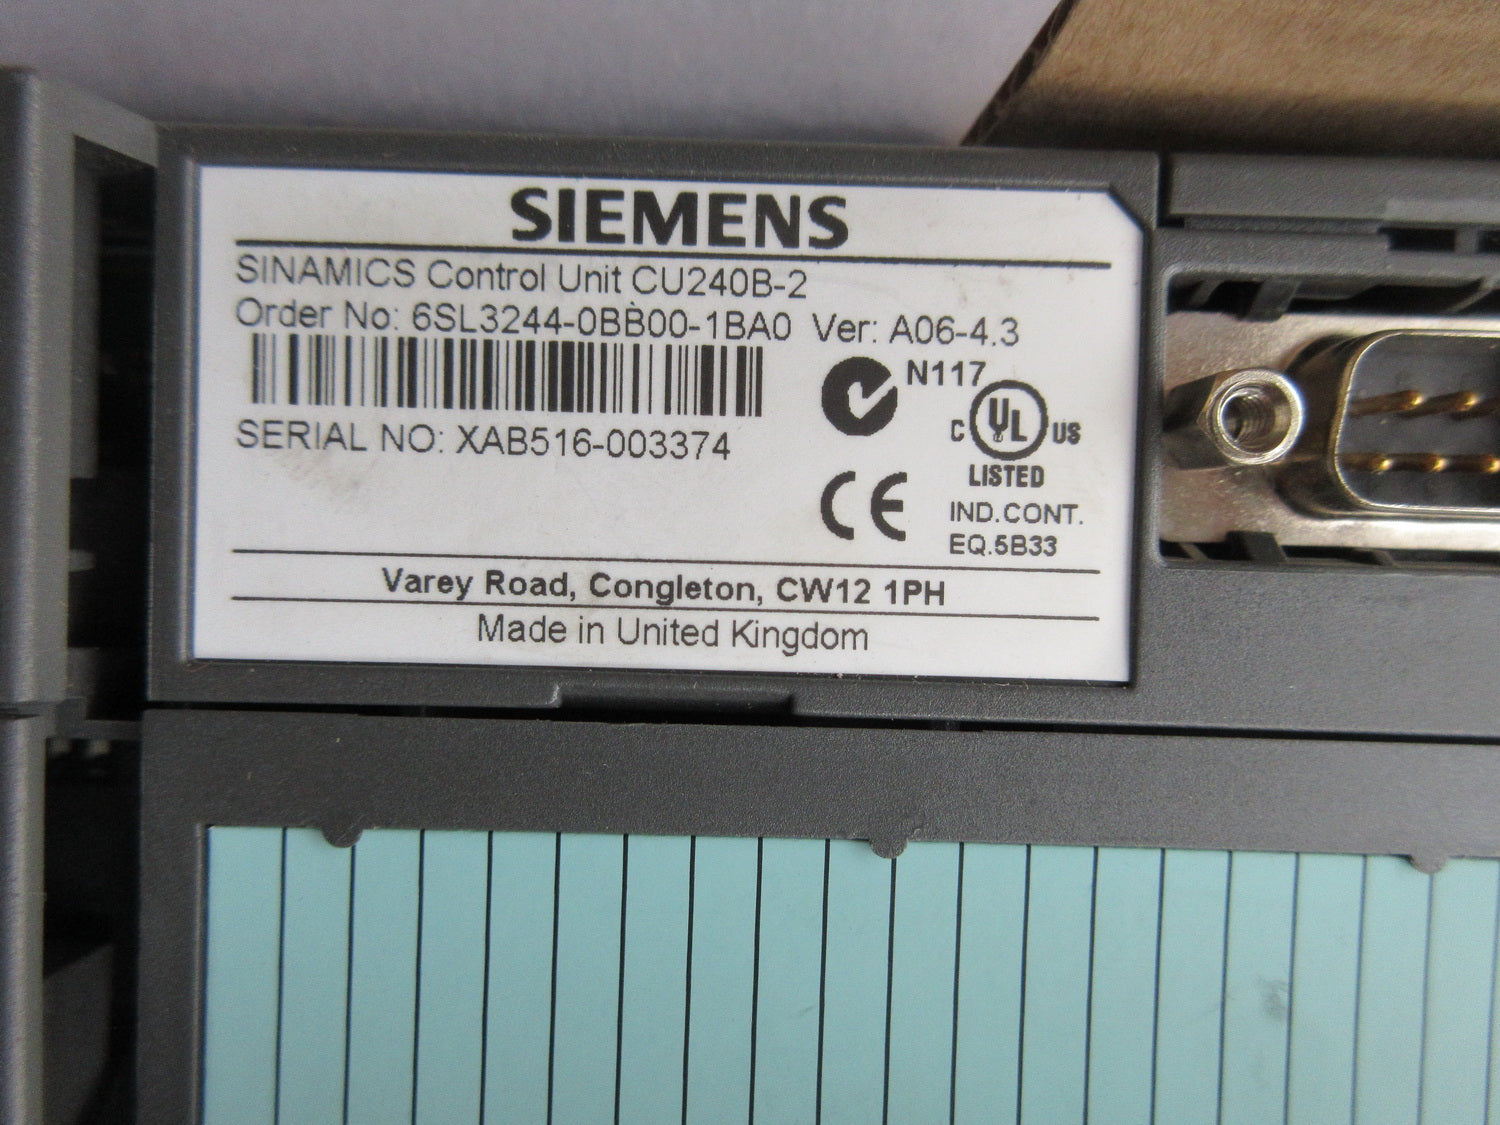 SIEMENS
SINAMICS Control Unit CU240B-2
Order No: 6SL3244-0BB00-1BA0 Ver: A06-4.3
N117
C UL US
LISTED
SERIAL NO: XAB516-003374
CE
IND.CONT.
EQ.5B33
Varey Road, Congleton, CW12 1PH
Made in United Kingdom